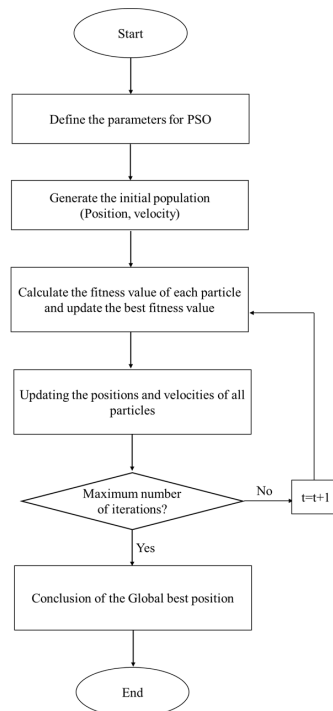 Start
Define the parameters for PSO
Generate the initial population
(Position, velocity)
Calculate the fitness value of each particle
and update the best fitness value
Updating the positions and velocities of all
particles
Maximum number
of iterations?
No
t=t+1
Yes
Conclusion of the Global best position
End